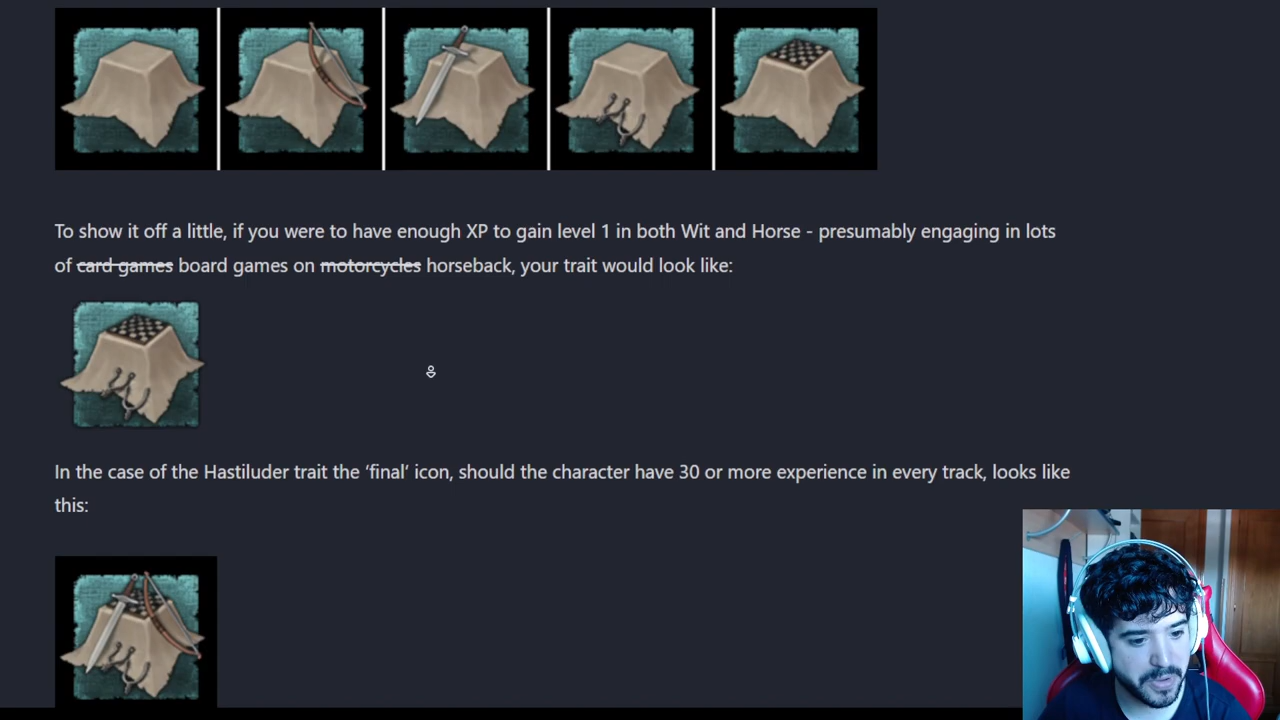 To show it off a little, if you were to have enough XP to gain level 1 in both Wit and Horse - presumably engaging in lots
of card games board games on motorcycles horseback, your trait would look like:
In the case of the Hastiluder trait the ‘final’ icon, should the character have 30 or more experience in every track, looks like
this: